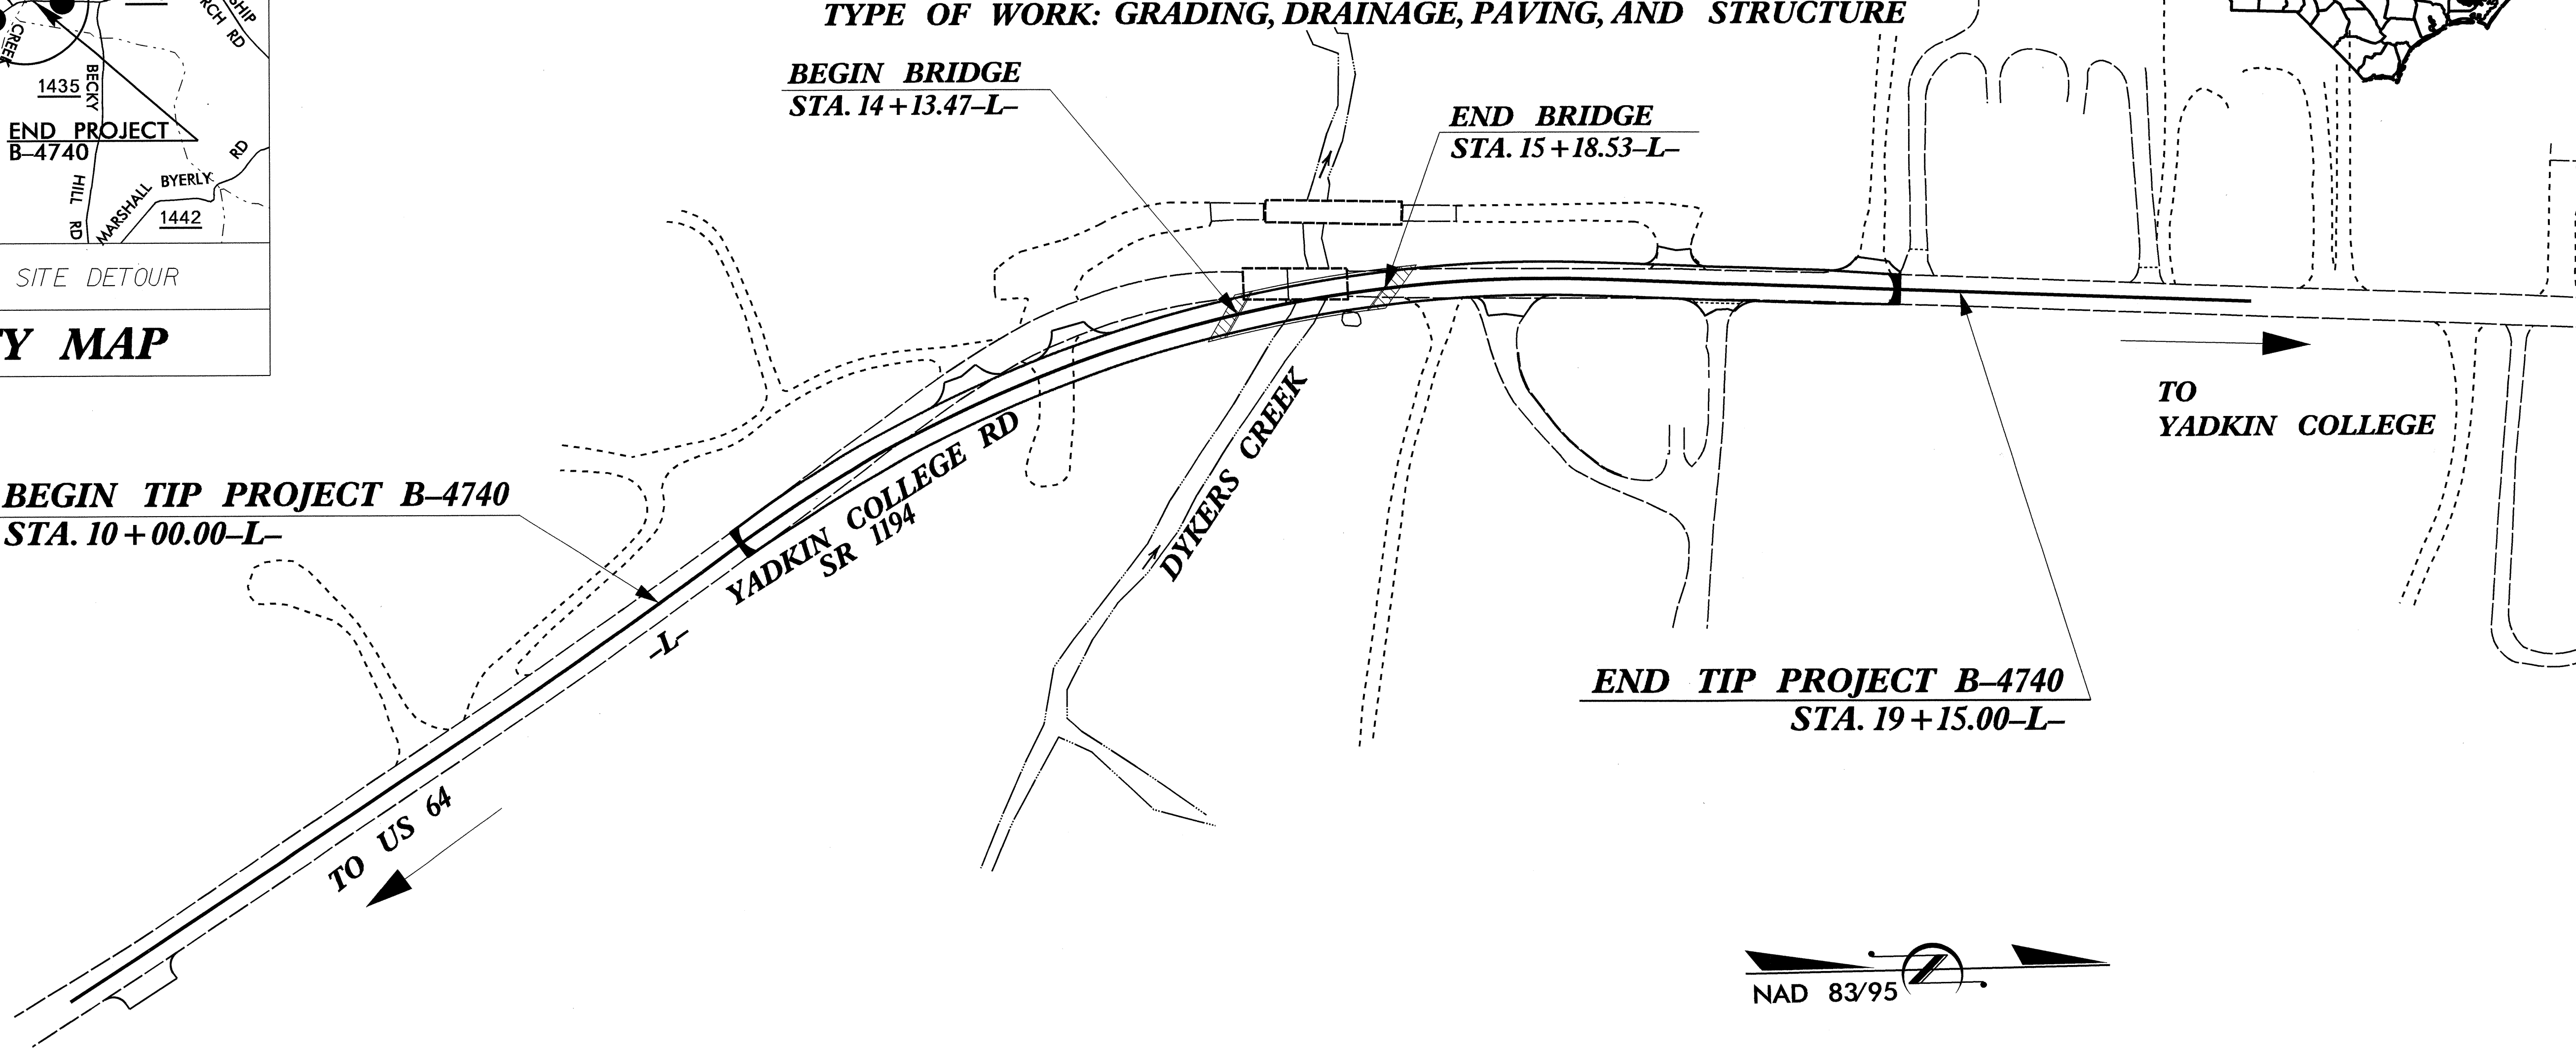 TYPE OF WORK: GRADING, DRAINAGE, PAVING, AND STRUCTURE
BEGIN BRIDGE
STA. 14+13.47–L–
END BRIDGE
STA. 15+18.53–L–
CREEK
RD
1435
BECKY
HILL
RD
END PROJECT
B–4740
MARSHALL
BYERLY
RD
1442
SITE DETOUR
MAP
BEGIN TIP PROJECT B–4740
STA. 10+00.00–L–
YADKIN COLLEGE RD
SR 1194
–L–
DYKERS CREEK
TO
YADKIN COLLEGE
END TIP PROJECT B–4740
STA. 19+15.00–L–
TO US 64
NAD 83/95